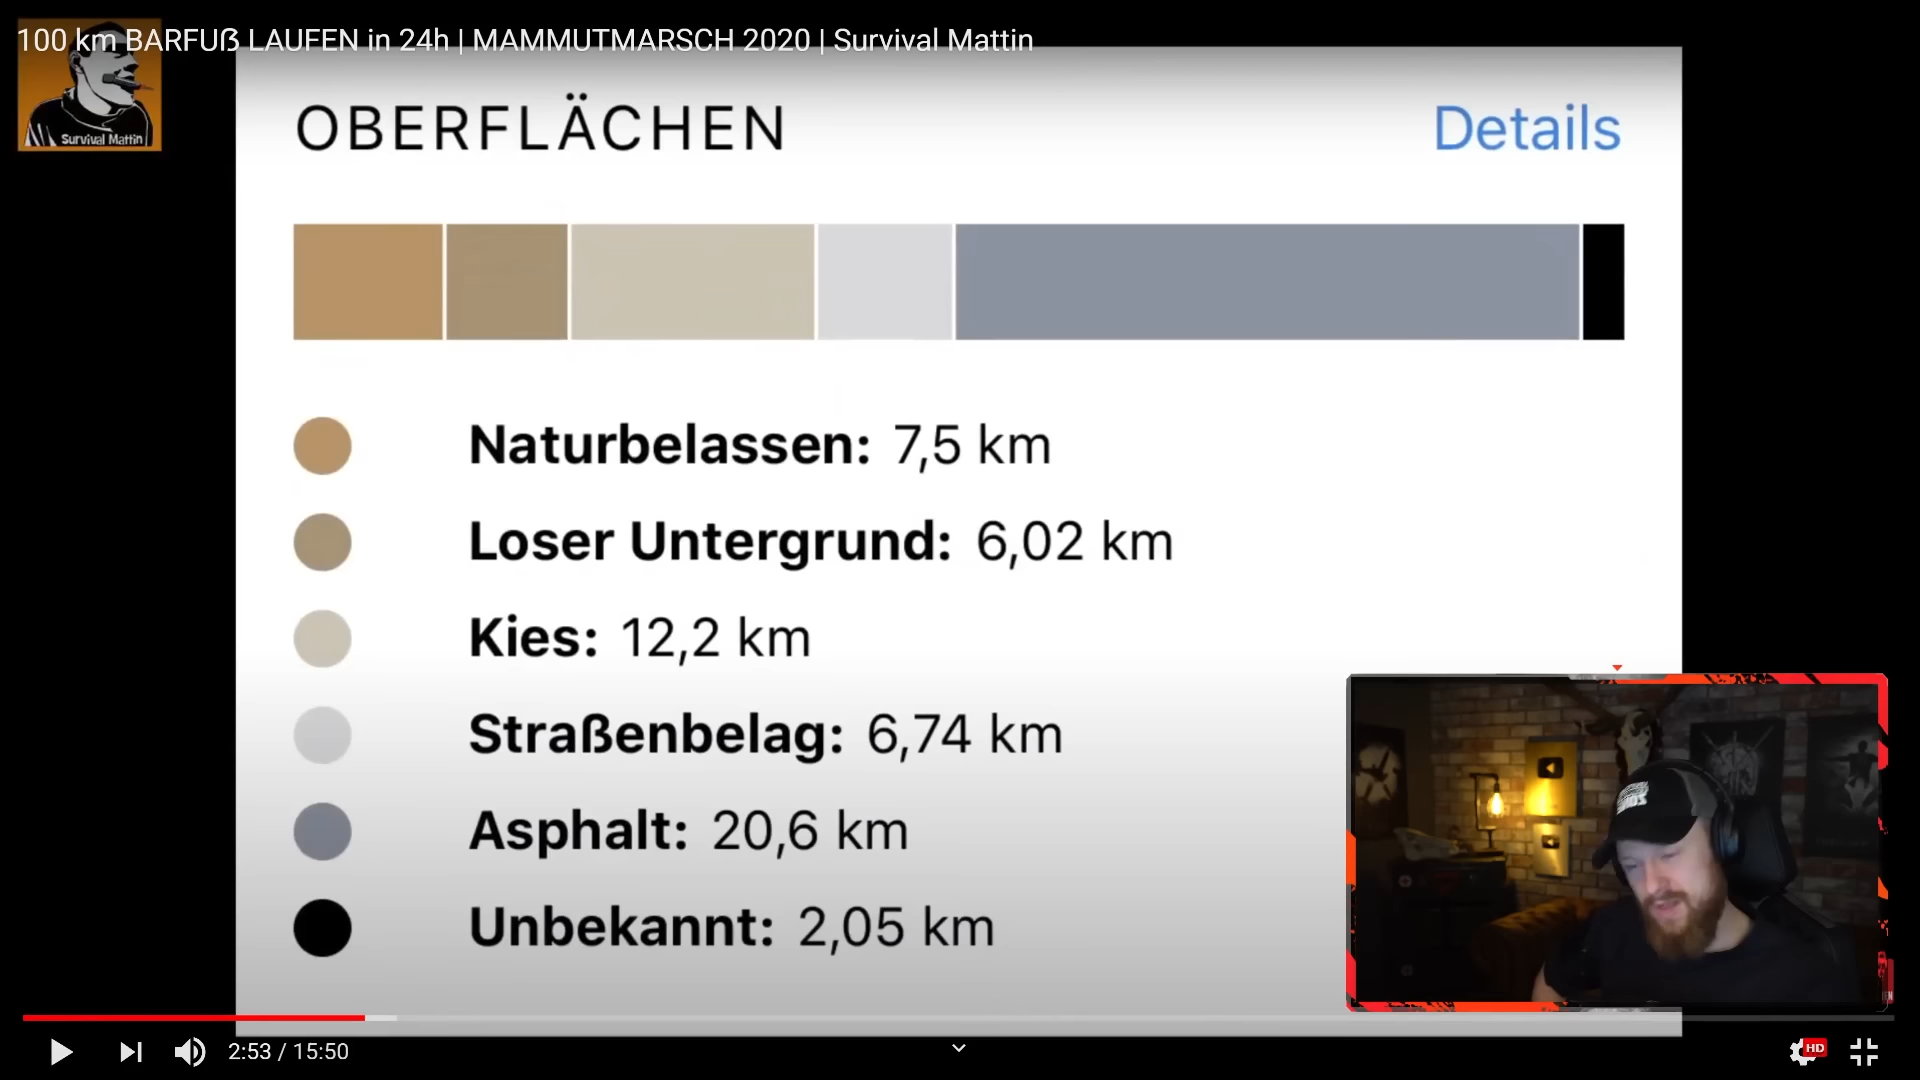 100 km BARFUß LAUFEN in 24h | MAMMUTMARSCH 2020 | Survival Mattin
Survival Mattin
OBERFLÄCHEN
Details
Naturbelassen: 7,5 km
Loser Untergrund: 6,02 km
Kies: 12,2 km
Straßenbelag: 6,74 km
Asphalt: 20,6 km
Unbekannt: 2,05 km
2:53 / 15:50
HD